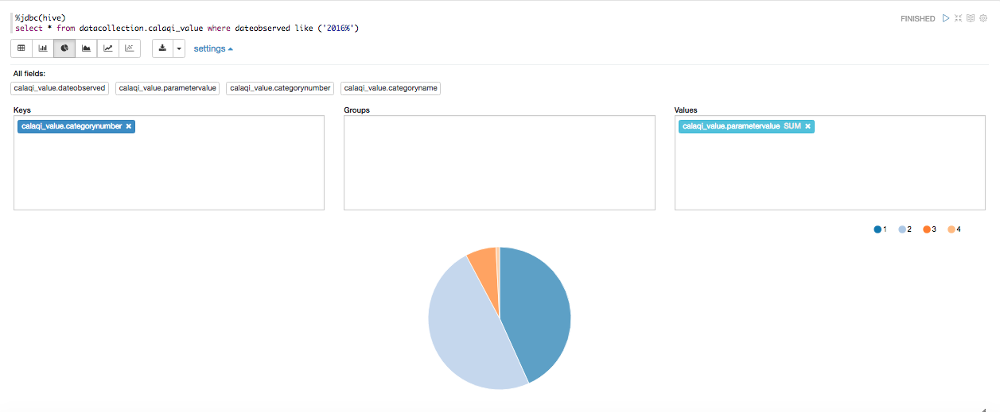 %jdbc(hive)
FINISHED
select * from datacollection.calaqi_value where dateobserved like ('2016%')
settings
All fields:
calaqi_value.dateobserved calaqi_value.parametervalue calaqi_value.categorynumber calaqi_value.categoryname
Keys Groups Values
calaqi_value.categorynumber × calaqi_value.parametervalue SUM ×
1 2 3 4